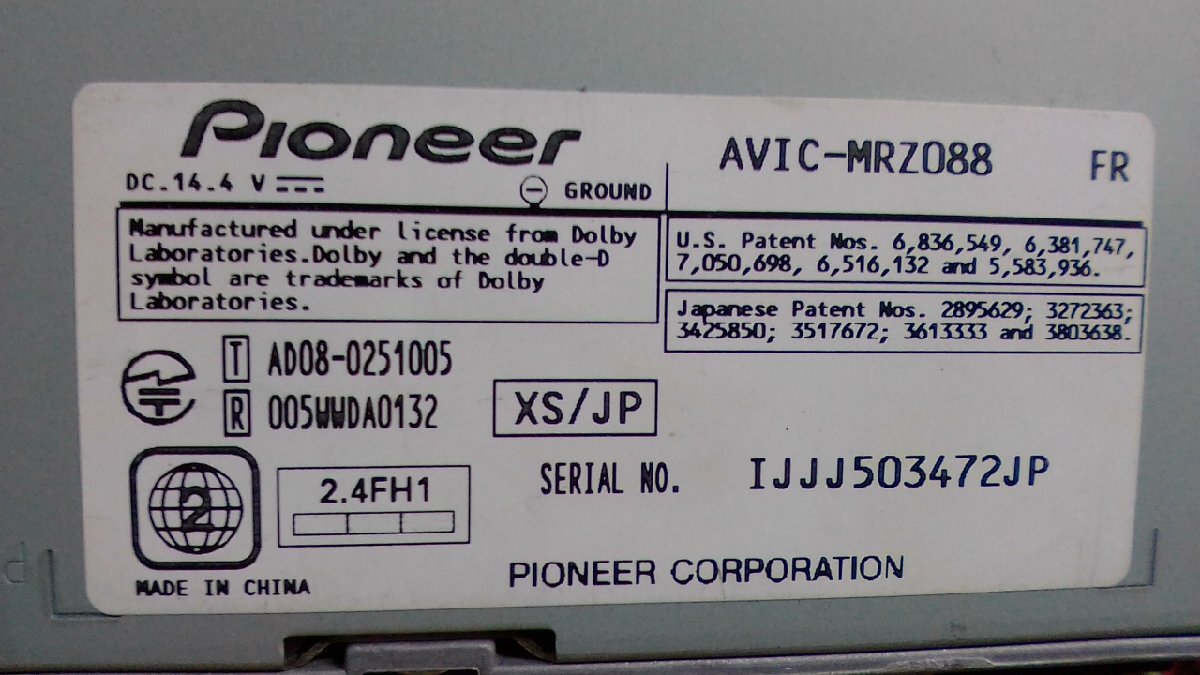 Pioneer
AVIC-MRZ088 FR
DC.14.4 V
GROUND
Manufactured under license from Dolby
Laboratories.Dolby and the double-D
symbol are trademarks of Dolby
Laboratories.
U.S. Patent Nos. 6,836,549, 6,381,747,
7,050,698, 6,516,132 and 5,583,936.
Japanese Patent Nos. 2895629; 3272363;
3425850; 3517672; 3613333 and 3803638.
T AD08-0251005
R 005WWDA0132
XS/JP
2
2.4FH1
SERIAL NO. IJJJ503472JP
MADE IN CHINA
PIONEER CORPORATION